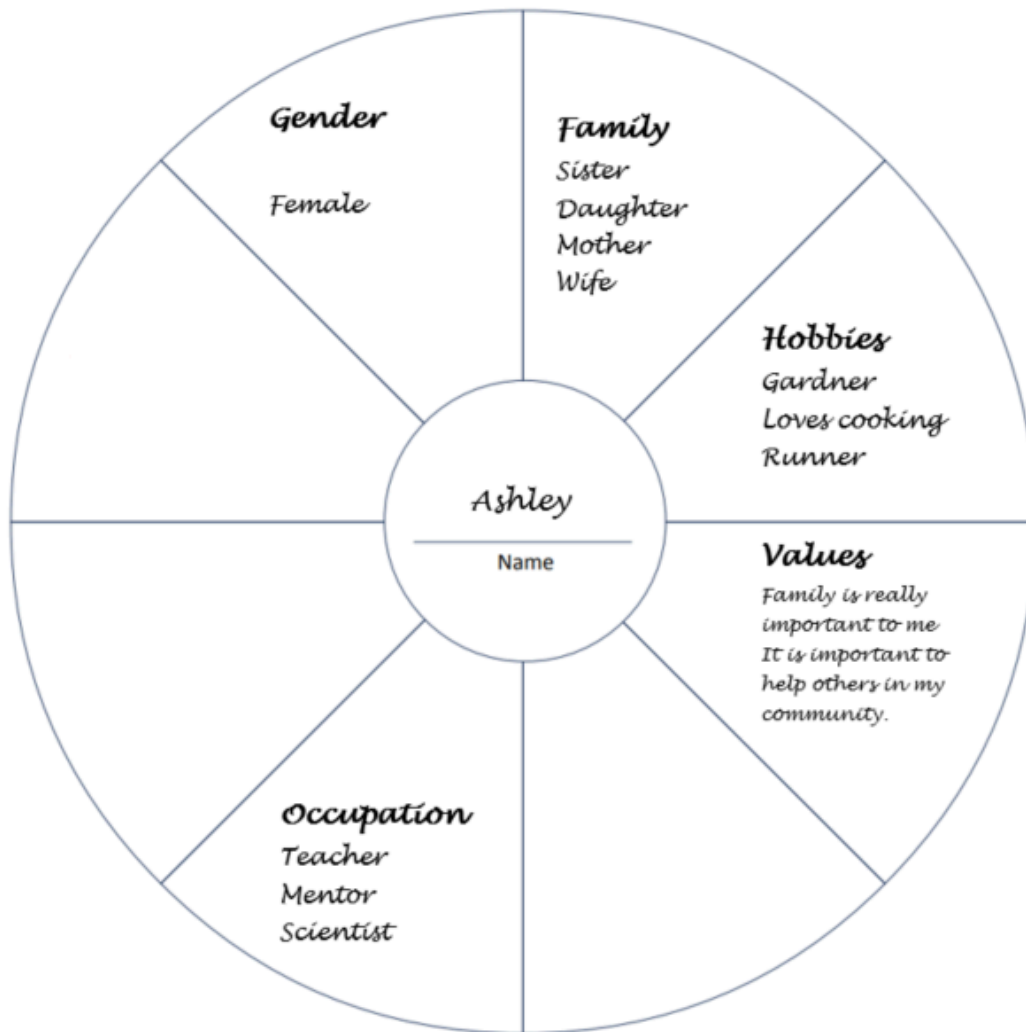 Gender
Female
Family
Sister
Daughter
Mother
Wife
Hobbies
Gardner
Loves cooking
Runner
Ashley
Name
Values
Family is really
important to me
It is important to
help others in my
community.
Occupation
Teacher
Mentor
Scientist